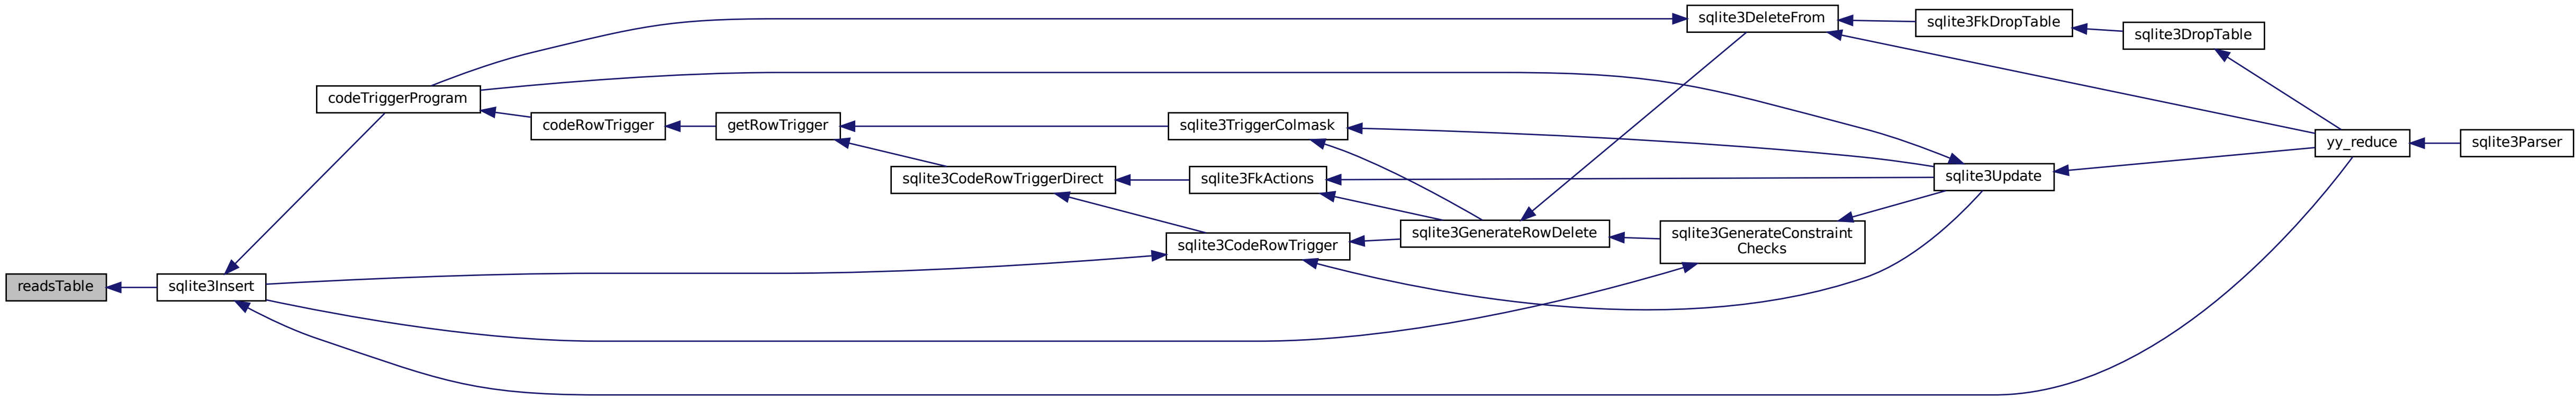 sqlite3DeleteFrom
sqlite3FkDropTable
sqlite3DropTable
codeTriggerProgram
codeRowTrigger
getRowTrigger
sqlite3TriggerColmask
yy_reduce
sqlite3Parser
sqlite3CodeRowTriggerDirect
sqlite3FkActions
sqlite3Update
sqlite3GenerateRowDelete
sqlite3GenerateConstraint
Checks
sqlite3CodeRowTrigger
readsTable
sqlite3Insert